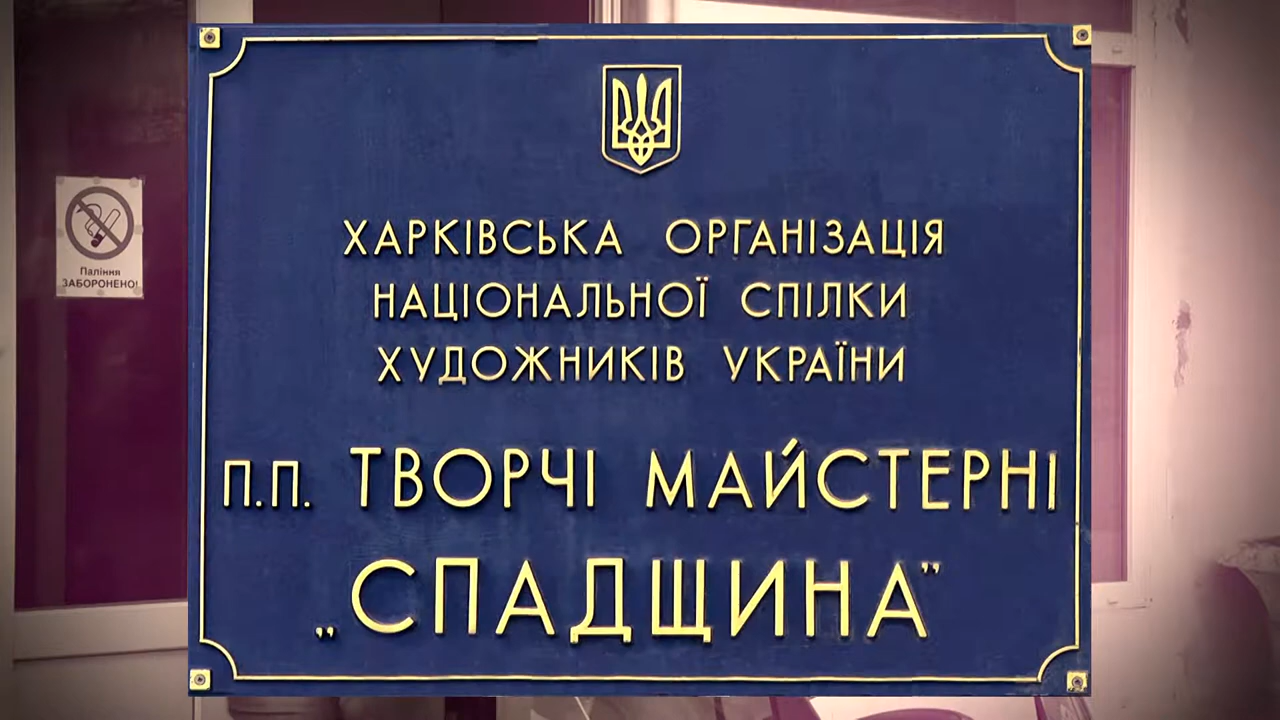 ХАРКІВСЬКА ОРГАНІЗАЦІЯ
НАЦІОНАЛЬНОЇ СПІЛКИ
ХУДОЖНИКІВ УКРАЇНИ
П.П. ТВОРЧІ МАЙСТЕРНІ
„СПАДЩИНА”
Паління
ЗАБОРОНЕНО!